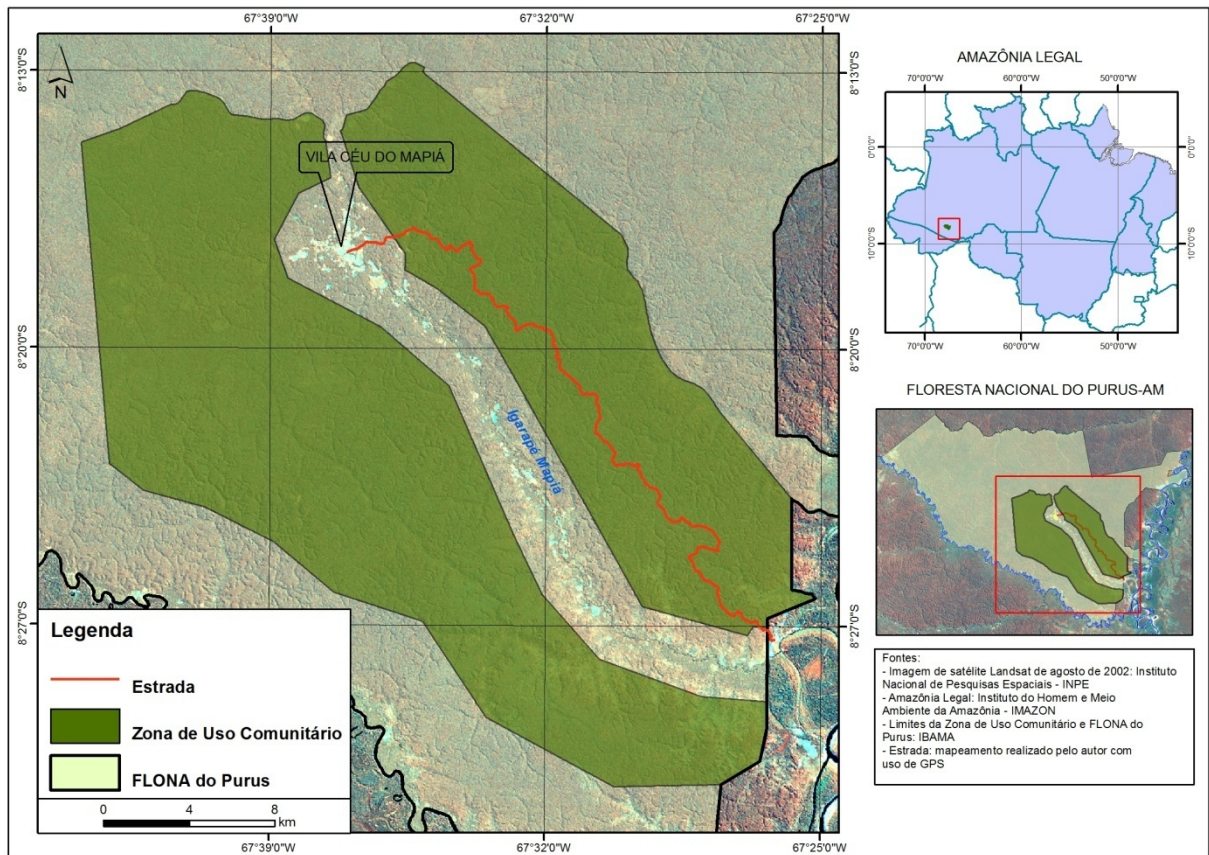 67°39'0"W
67°32'0"W
67°25'0"W
8°13'0"S
8°13'0"S
N
VILA CÉU DO MAPIÁ
8°20'0"S
8°20'0"S
Igarapé Mapiá
8°27'0"S
8°27'0"S
Legenda
Estrada
Zona de Uso Comunitário
FLONA do Purus
0 4 8
km
67°39'0"W
67°32'0"W
67°25'0"W
AMAZÔNIA LEGAL
70°0'0"W
60°0'0"W
50°0'0"W
0°0'0"
0°0'0"
10°0'0"S
10°0'0"S
70°0'0"W
60°0'0"W
50°0'0"W
FLORESTA NACIONAL DO PURUS-AM
Fontes:
- Imagem de satélite Landsat de agosto de 2002: Instituto
Nacional de Pesquisas Espaciais - INPE
- Amazônia Legal: Instituto do Homem e Meio
Ambiente da Amazônia - IMAZON
- Limites da Zona de Uso Comunitário e FLONA do
Purus: IBAMA
- Estrada: mapeamento realizado pelo autor com
uso de GPS